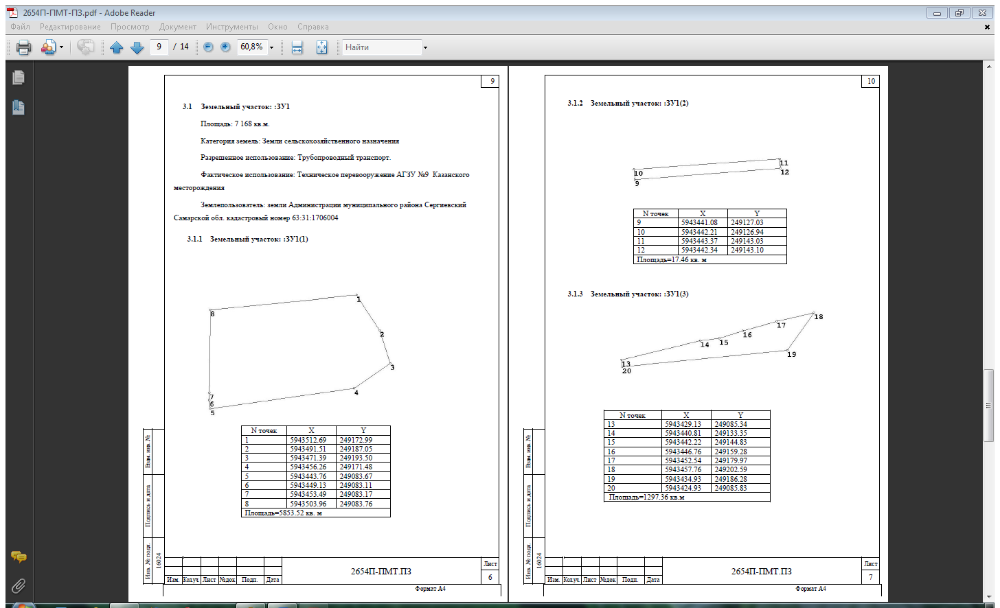 2654П-ПМТ-ПЗ.pdf - Adobe Reader
Файл Редактирование Просмотр Документ Инструменты Окно Справка
9 / 14 60,8% Найти
9
3.1 Земельный участок: :ЗУ1
Площадь: 7 168 кв.м.
Категория земель: Земли сельскохозяйственного назначения
Разрешенное использование: Трубопроводный транспорт.
Фактическое использование: Техническое перевооружение АГЗУ №9 Казанского
месторождения
Землепользователь: земли Администрации муниципального района Сергиевский
Самарской обл. кадастровый номер 63:31:1706004
3.1.1 Земельный участок: :ЗУ1(1)
1
8
2
3
4
7
6
5
N точек X Y
1 5943512.69 249172.99
2 5943491.51 249187.05
3 5943471.39 249193.50
4 5943456.26 249171.48
5 5943443.76 249083.67
6 5943449.13 249083.11
7 5943453.49 249083.17
8 5943503.96 249083.76
Площадь=5853.52 кв. м
Взам. инв. №
Подпись и дата
Инв. № подл.
16024
Изм. Кол.уч. Лист №док Подп. Дата
2654П-ПМТ.ПЗ
Лист
6
Формат А4
10
3.1.2 Земельный участок: :ЗУ1(2)
11
10
12
9
N точек X Y
9 5943441.08 249127.03
10 5943442.21 249126.94
11 5943443.37 249143.03
12 5943442.34 249143.10
Площадь=17.46 кв. м
3.1.3 Земельный участок: :ЗУ1(3)
18
17
16
15
14
19
13
20
N точек X Y
13 5943429.13 249085.34
14 5943440.81 249133.35
15 5943442.22 249144.83
16 5943446.76 249159.28
17 5943452.54 249179.97
18 5943457.76 249202.59
19 5943434.93 249186.28
20 5943424.93 249085.83
Площадь=1297.36 кв.м
Взам. инв. №
Подпись и дата
Инв. № подл.
16024
Изм. Кол.уч. Лист №док Подп. Дата
2654П-ПМТ.ПЗ
Лист
7
Формат А4